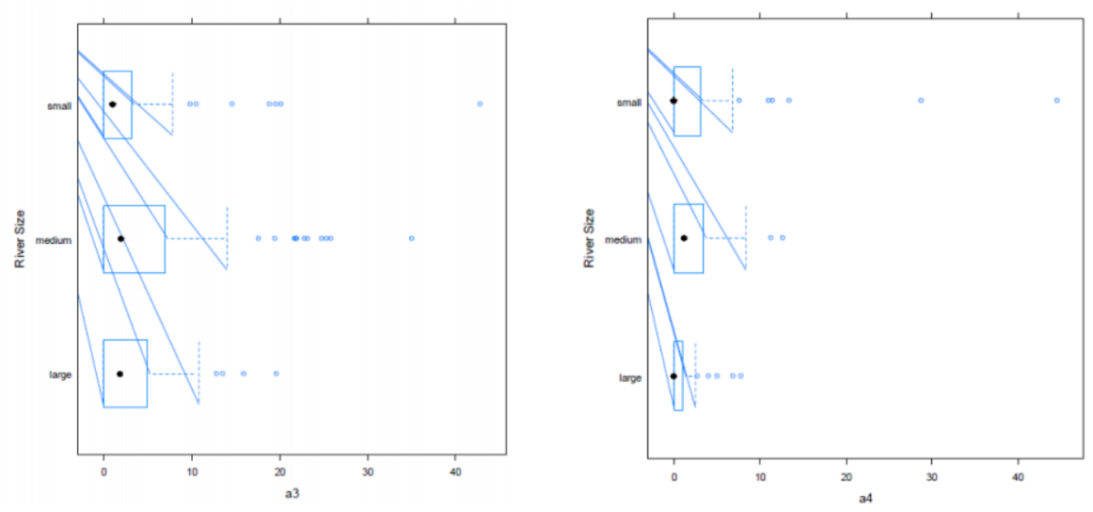 small
medium
large
River Size
0 10 20 30 40
a3
small
medium
large
River Size
0 10 20 30 40
a4